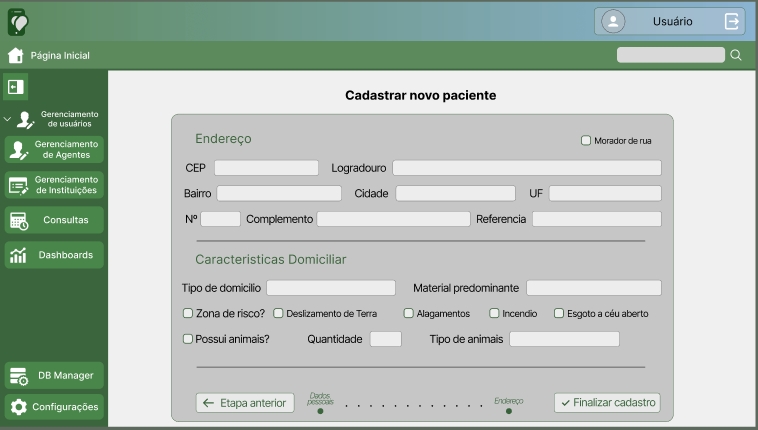 Usuário
Página Inicial
Gerenciamento
de usuários
Gerenciamento
de Agentes
Gerenciamento
de Instituições
Consultas
Dashboards
DB Manager
Configurações
Cadastrar novo paciente
Endereço
Morador de rua
CEP Logradouro
Bairro Cidade UF
Nº Complemento Referencia
Caracteristicas Domiciliar
Tipo de domcílio Material predominante
Zona de risco? Deslizamento de Terra Alagamentos Incendio Esgoto a céu aberto
Possui animais? Quantidade Tipo de animais
Etapa anterior Dados
pessoais Endereço Finalizar cadastro